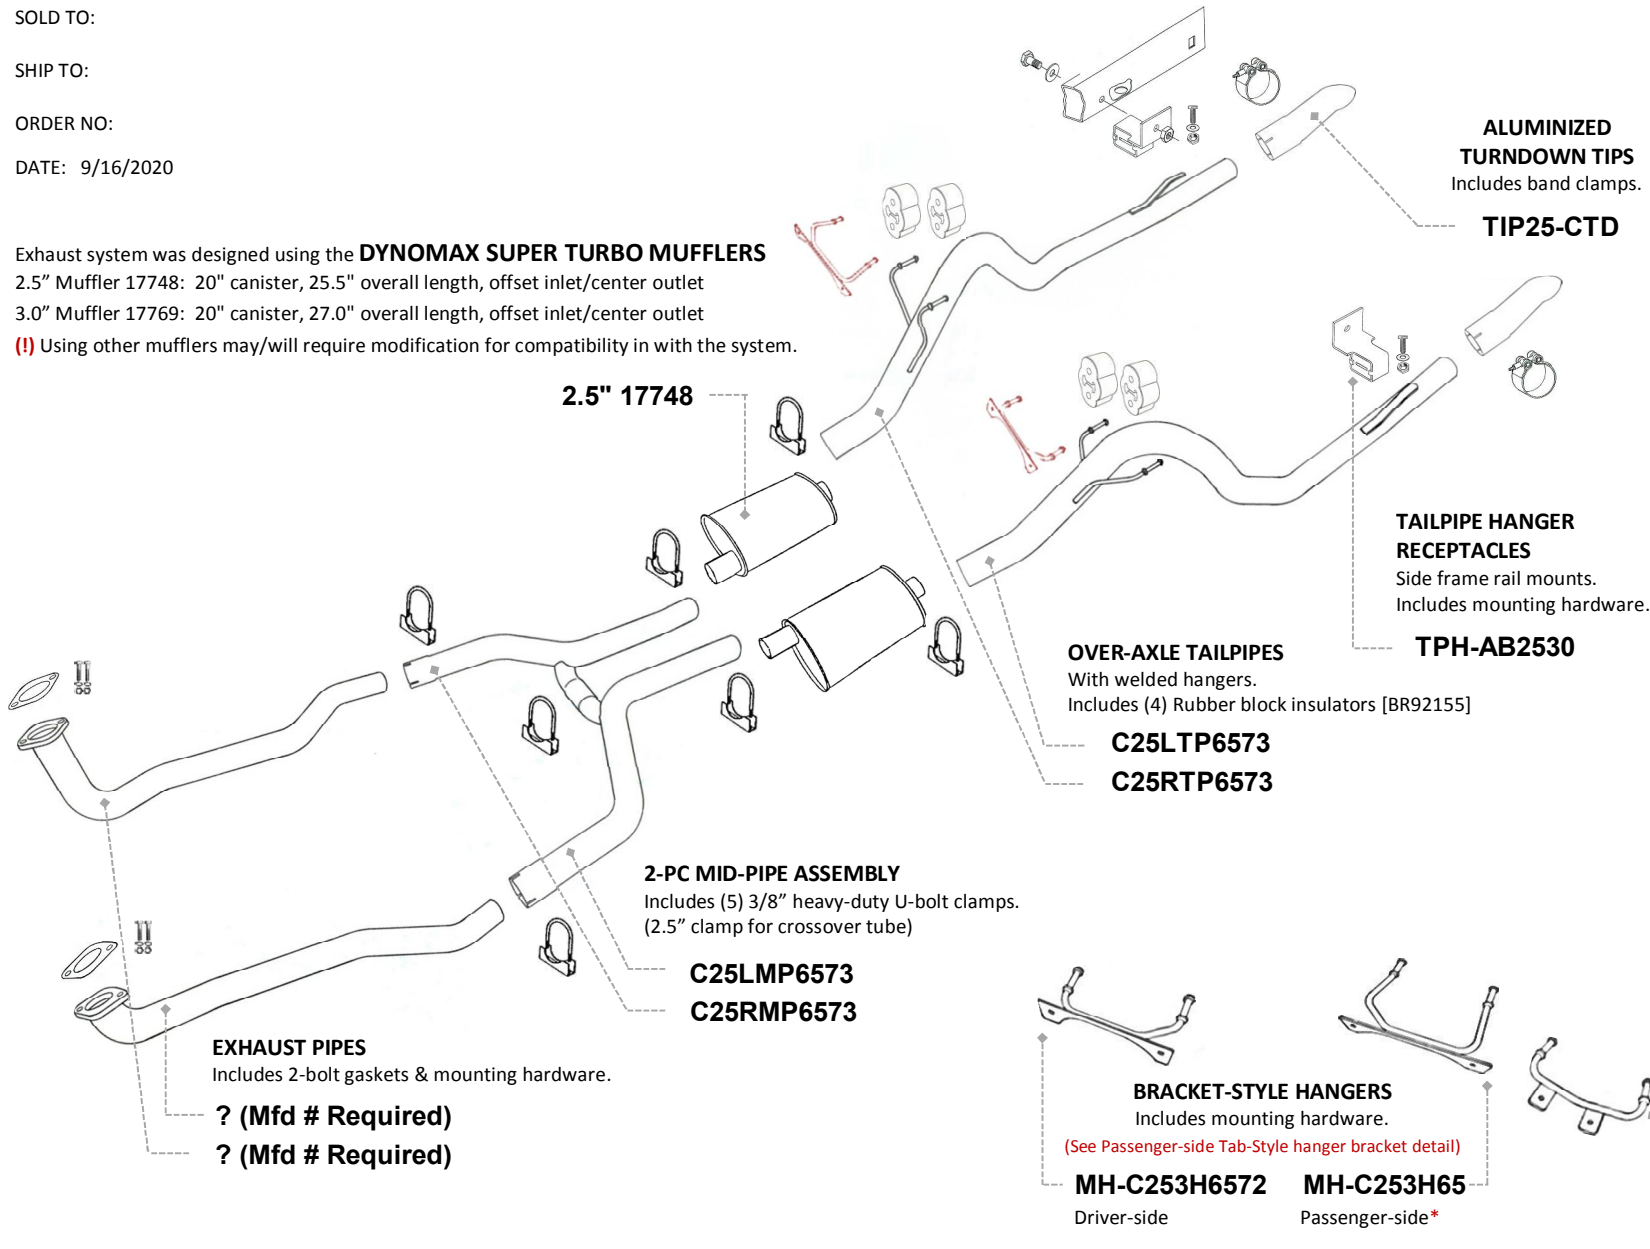 SOLD TO:
SHIP TO:
ORDER NO:
DATE: 9/16/2020
Exhaust system was designed using the DYNOMAX SUPER TURBO MUFFLERS
2.5” Muffler 17748: 20" canister, 25.5" overall length, offset inlet/center outlet
3.0” Muffler 17769: 20" canister, 27.0" overall length, offset inlet/center outlet
(!) Using other mufflers may/will require modification for compatibility in with the system.
2.5" 17748
ALUMINIZED
TURNDOWN TIPS
Includes band clamps.
TIP25-CTD
TAILPIPE HANGER
RECEPTACLES
Side frame rail mounts.
Includes mounting hardware.
TPH-AB2530
OVER-AXLE TAILPIPES
With welded hangers.
Includes (4) Rubber block insulators [BR92155]
C25LTP6573
C25RTP6573
2-PC MID-PIPE ASSEMBLY
Includes (5) 3/8” heavy-duty U-bolt clamps.
(2.5” clamp for crossover tube)
C25LMP6573
C25RMP6573
EXHAUST PIPES
Includes 2-bolt gaskets & mounting hardware.
? (Mfd # Required)
? (Mfd # Required)
BRACKET-STYLE HANGERS
Includes mounting hardware.
(See Passenger-side Tab-Style hanger bracket detail)
MH-C253H6572 MH-C253H65
Driver-side Passenger-side*